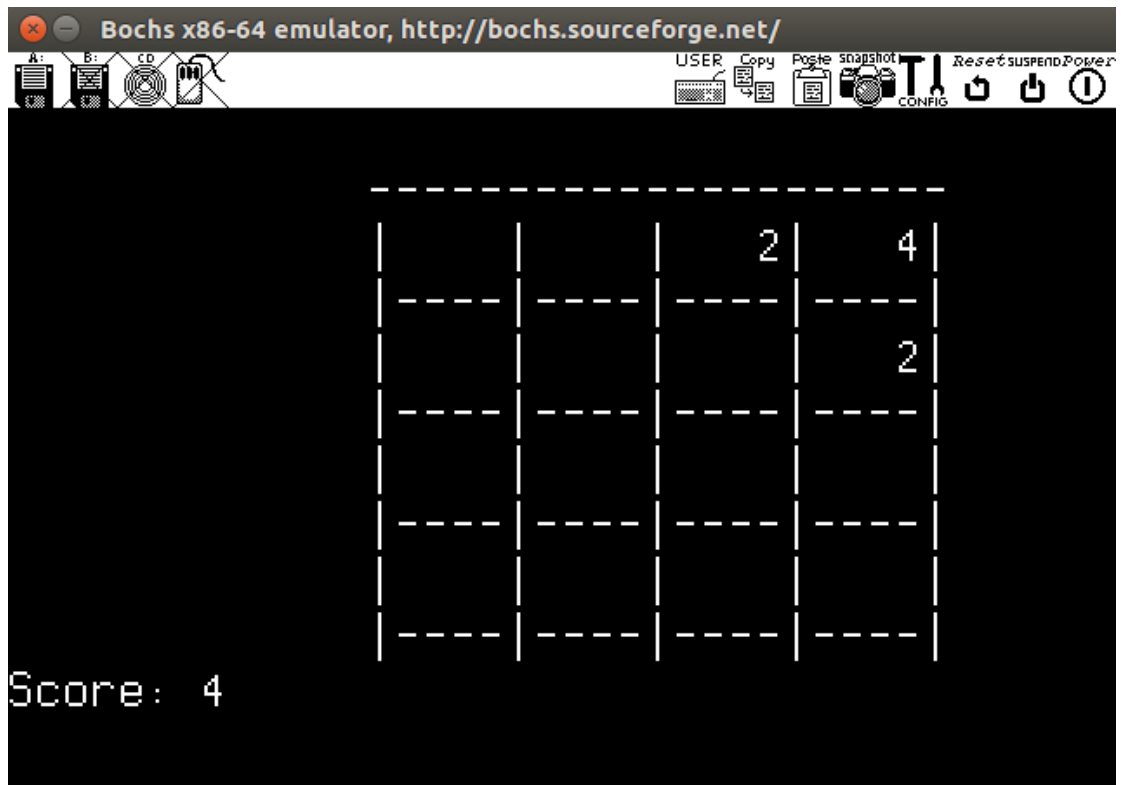 Bochs x86-64 emulator, http://bochs.sourceforge.net/
A: B: CD USER Copy Poste snapshot CONFIG Reset SUSPEND Power
-------------------------
| | | 2| 4|
|----|----|----|----|
| | | | 2|
|----|----|----|----|
| | | | |
|----|----|----|----|
| | | | |
|----|----|----|----|
Score: 4